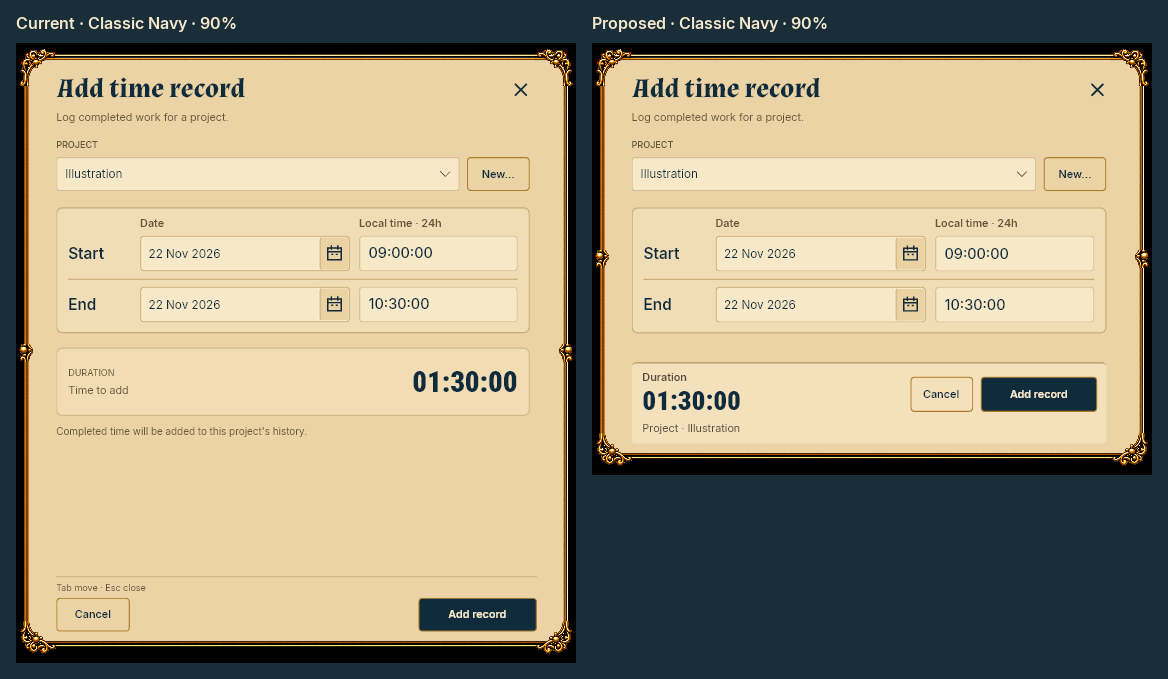 Current · Classic Navy · 90%
Add time record
Log completed work for a project.
PROJECT
Illustration
New...
Date
Local time · 24h
Start
22 Nov 2026
09:00:00
End
22 Nov 2026
10:30:00
DURATION
Time to add
01:30:00
Completed time will be added to this project's history.
Tab move · Esc close
Cancel
Add record
Proposed · Classic Navy · 90%
Add time record
Log completed work for a project.
PROJECT
Illustration
New...
Date
Local time · 24h
Start
22 Nov 2026
09:00:00
End
22 Nov 2026
10:30:00
Duration
01:30:00
Project · Illustration
Cancel
Add record